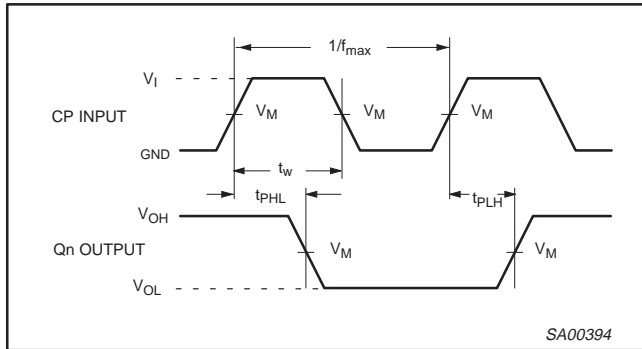 1/fmax
VI
CP INPUT
VM
VM
VM
GND
tw
tPHL
tPLH
VOH
Qn OUTPUT
VM
VM
VOL
SA00394